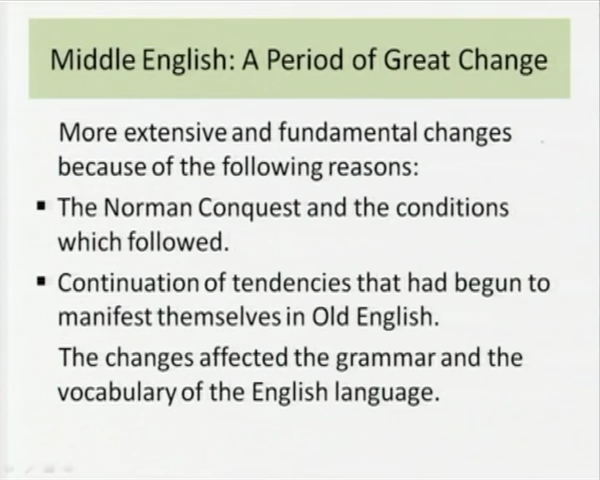 Middle English: A Period of Great Change
More extensive and fundamental changes
because of the following reasons:
▪ The Norman Conquest and the conditions
which followed.
▪ Continuation of tendencies that had begun to
manifest themselves in Old English.
The changes affected the grammar and the
vocabulary of the English language.